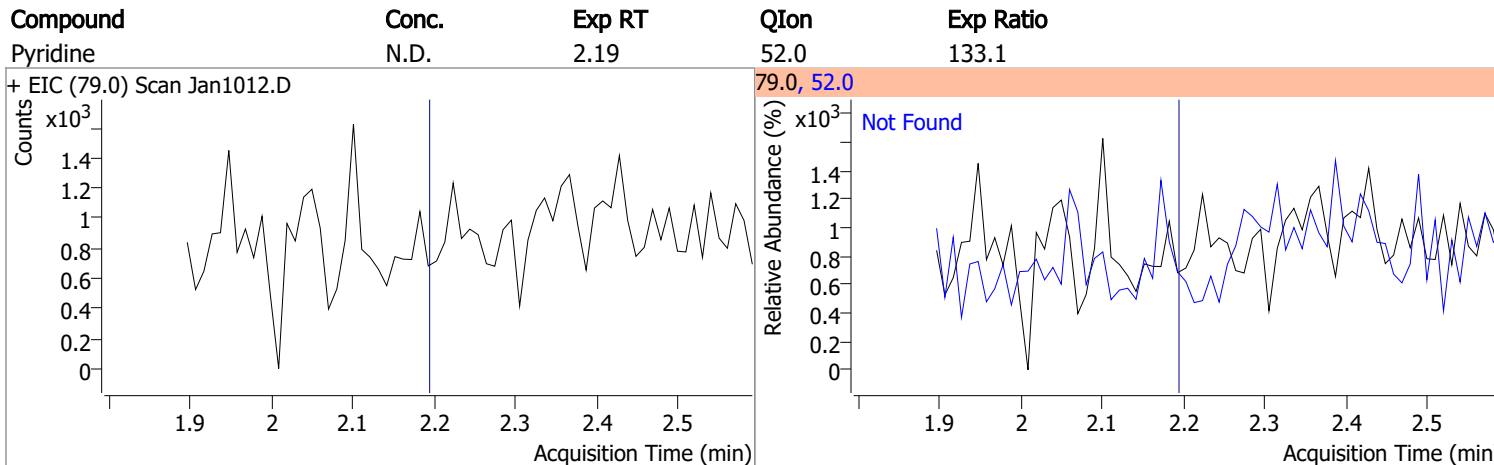 Compound Conc. Exp RT QIon Exp Ratio
Pyridine N.D. 2.19 52.0 133.1
+ EIC (79.0) Scan Jan1012.D
Counts
x10³
1.4
1.2
1
0.8
0.6
0.4
0.2
0
1.9 2 2.1 2.2 2.3 2.4 2.5
Acquisition Time (min)
79.0, 52.0
Relative Abundance (%)
x10³
Not Found
1.4
1.2
1
0.8
0.6
0.4
0.2
0
1.9 2 2.1 2.2 2.3 2.4 2.5
Acquisition Time (min